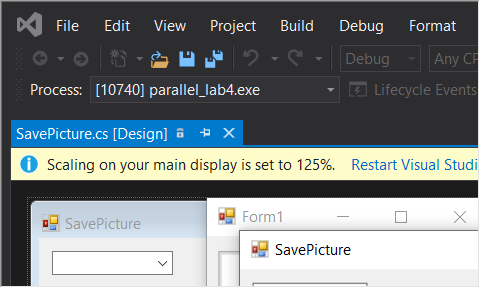 File Edit View Project Build Debug Format
Debug Any CP
Process: [10740] parallel_lab4.exe Lifecycle Events
SavePicture.cs [Design]
Scaling on your main display is set to 125%. Restart Visual Studi
SavePicture Form1
SavePicture